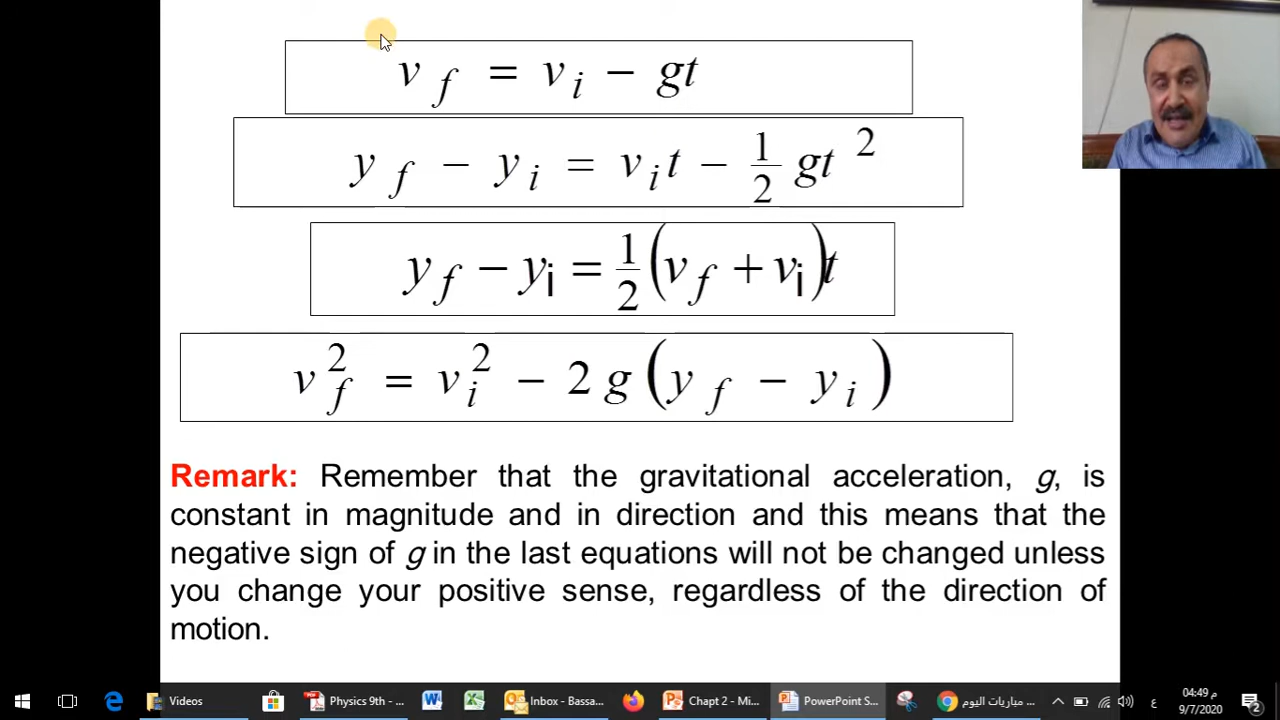 v_f = v_i − gt
y_f − y_i = v_i t − 1/2 gt^2
y_f − y_i = 1/2 (v_f + v_i) t
v_f^2 = v_i^2 − 2g (y_f − y_i)
Remark: Remember that the gravitational acceleration, g, is
constant in magnitude and in direction and this means that the
negative sign of g in the last equations will not be changed unless
you change your positive sense, regardless of the direction of
motion.
Videos
Physics 9th - ...
Inbox - Bassa...
Chapt 2 - Mi...
PowerPoint S...
مباريات اليوم ...
ع
04:49 م
9/7/2020
2